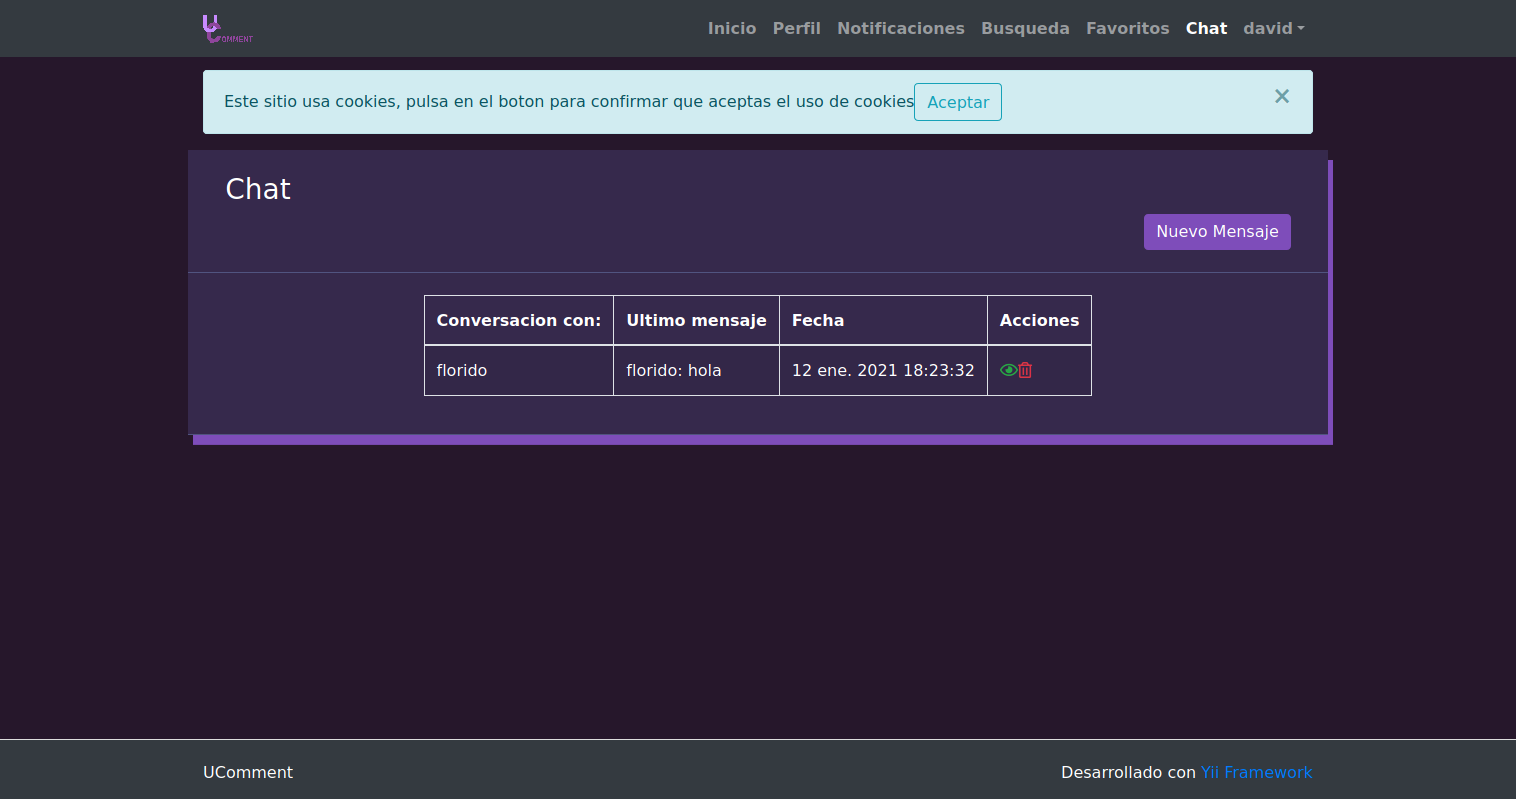 UCOMMENT
Inicio Perfil Notificaciones Busqueda Favoritos Chat david
Este sitio usa cookies, pulsa en el boton para confirmar que aceptas el uso de cookies Aceptar ×
Chat
Nuevo Mensaje
Conversacion con: Ultimo mensaje Fecha Acciones
florido florido: hola 12 ene. 2021 18:23:32
UComment Desarrollado con Yii Framework